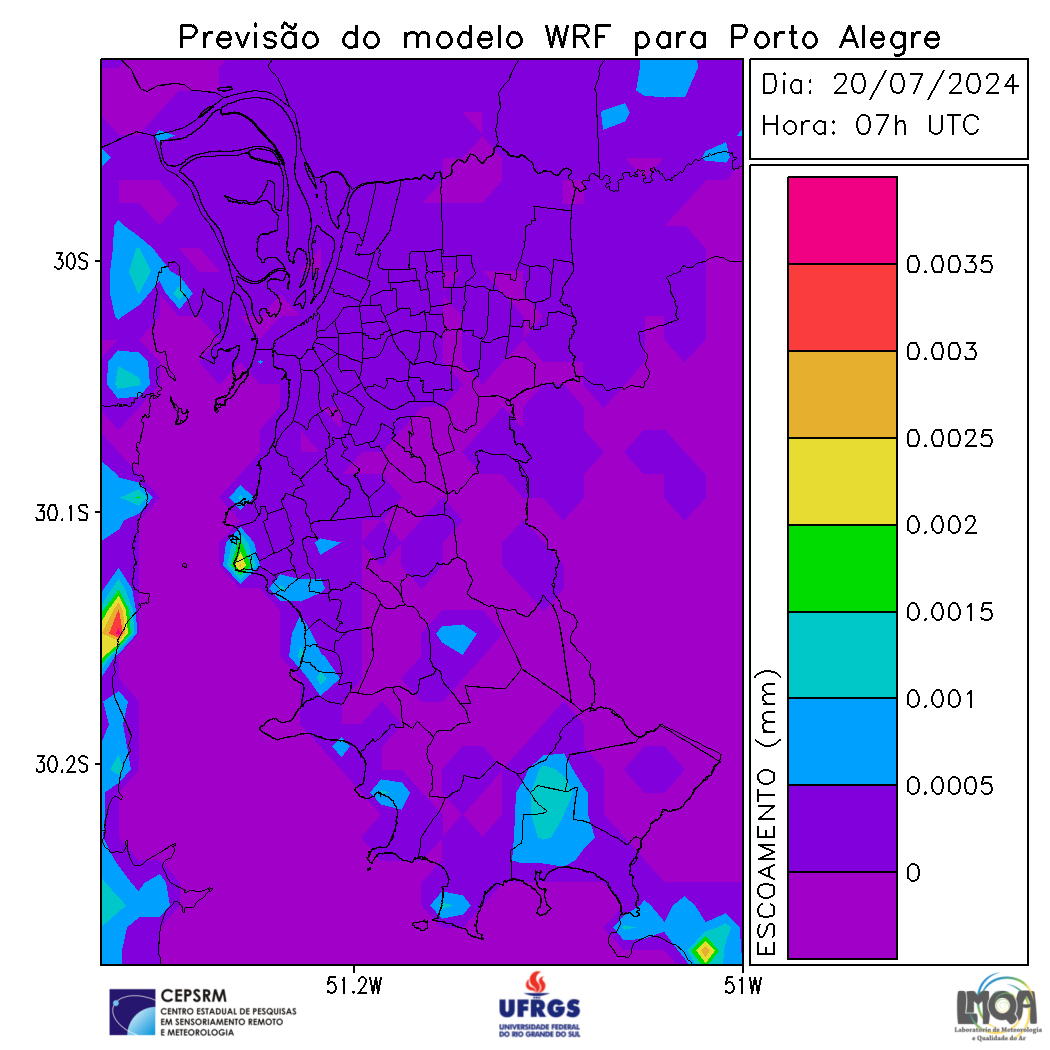 Previsão do modelo WRF para Porto Alegre
Dia: 20/07/2024
Hora: 07h UTC
30S
30.1S
30.2S
51.2W
51W
ESCOAMENTO (mm)
0.0035
0.003
0.0025
0.002
0.0015
0.001
0.0005
0
CEPSRM
CENTRO ESTADUAL DE PESQUISAS
EM SENSORIAMENTO REMOTO
E METEOROLOGIA
UFRGS
UNIVERSIDADE FEDERAL
DO RIO GRANDE DO SUL
LMQA
Laboratório de Meteorologia
e Qualidade do Ar